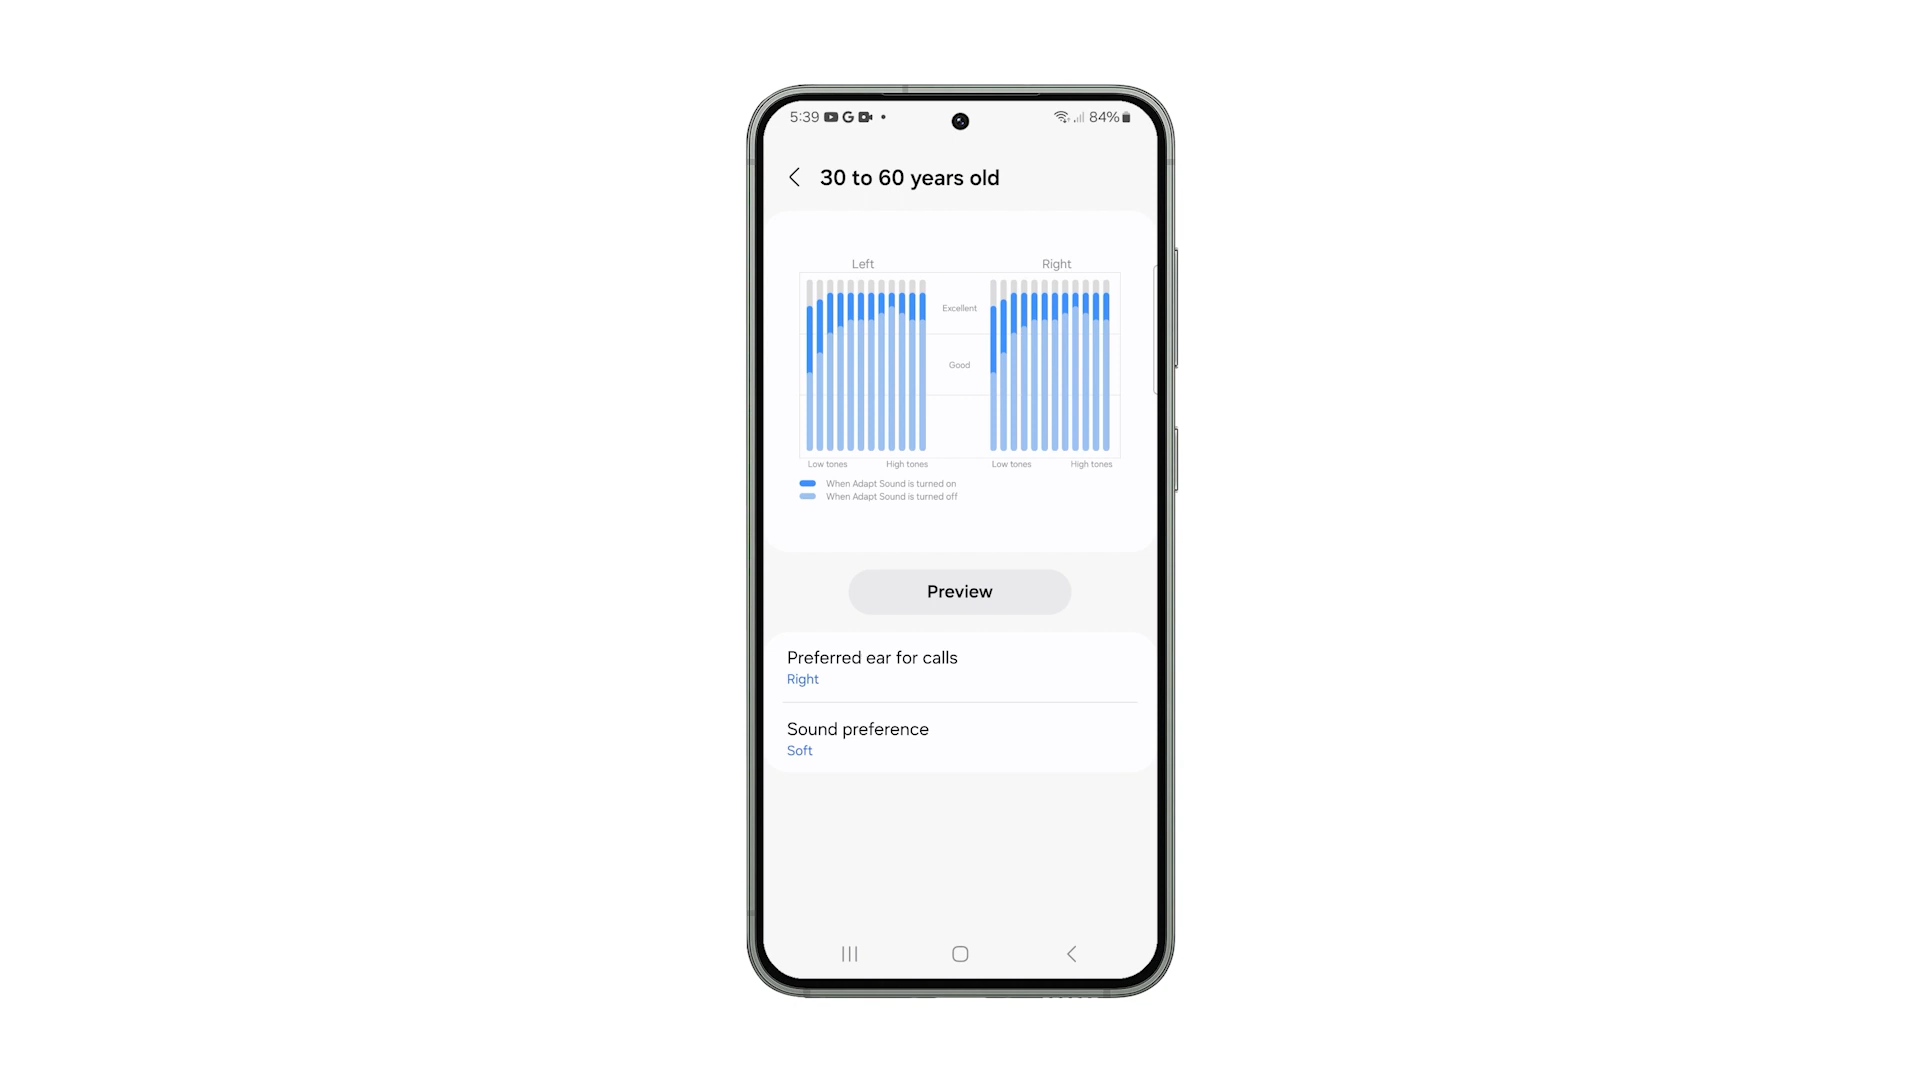 5:39
84%
30 to 60 years old
Left
Right
Excellent
Good
Low tones
High tones
Low tones
High tones
When Adapt Sound is turned on
When Adapt Sound is turned off
Preview
Preferred ear for calls
Right
Sound preference
Soft